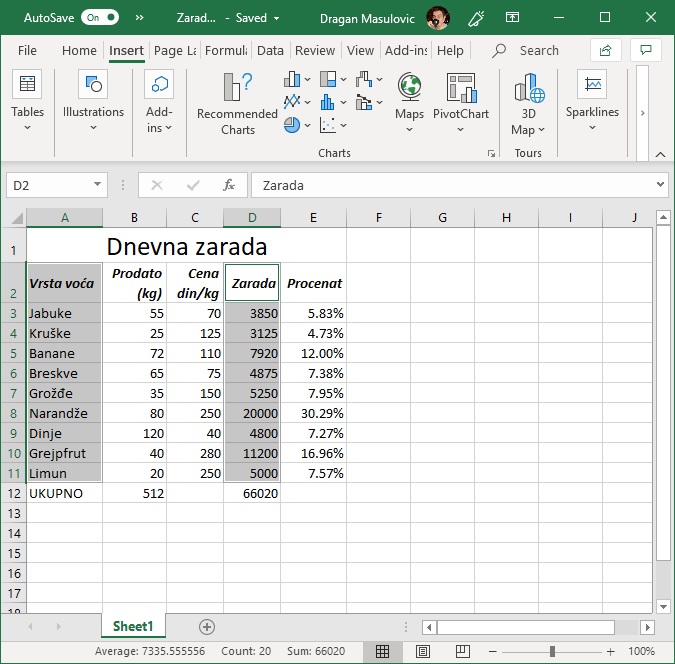 AutoSave On » Zarad... - Saved Dragan Masulovic
File Home Insert Page La Formula Data Review View Add-ins Help Search
Tables Illustrations Add-ins Recommended Charts Maps PivotChart 3D Map Sparklines
Charts Tours
D2 fx Zarada
A B C D E F G H I J
1 Dnevna zarada
2 Vrsta voća Prodato (kg) Cena din/kg Zarada Procenat
3 Jabuke 55 70 3850 5.83%
4 Kruške 25 125 3125 4.73%
5 Banane 72 110 7920 12.00%
6 Breskve 65 75 4875 7.38%
7 Grožđe 35 150 5250 7.95%
8 Narandže 80 250 20000 30.29%
9 Dinje 120 40 4800 7.27%
10 Grejpfrut 40 280 11200 16.96%
11 Limun 20 250 5000 7.57%
12 UKUPNO 512 66020
13
14
15
16
17
18
Sheet1
Average: 7335.555556 Count: 20 Sum: 66020 100%